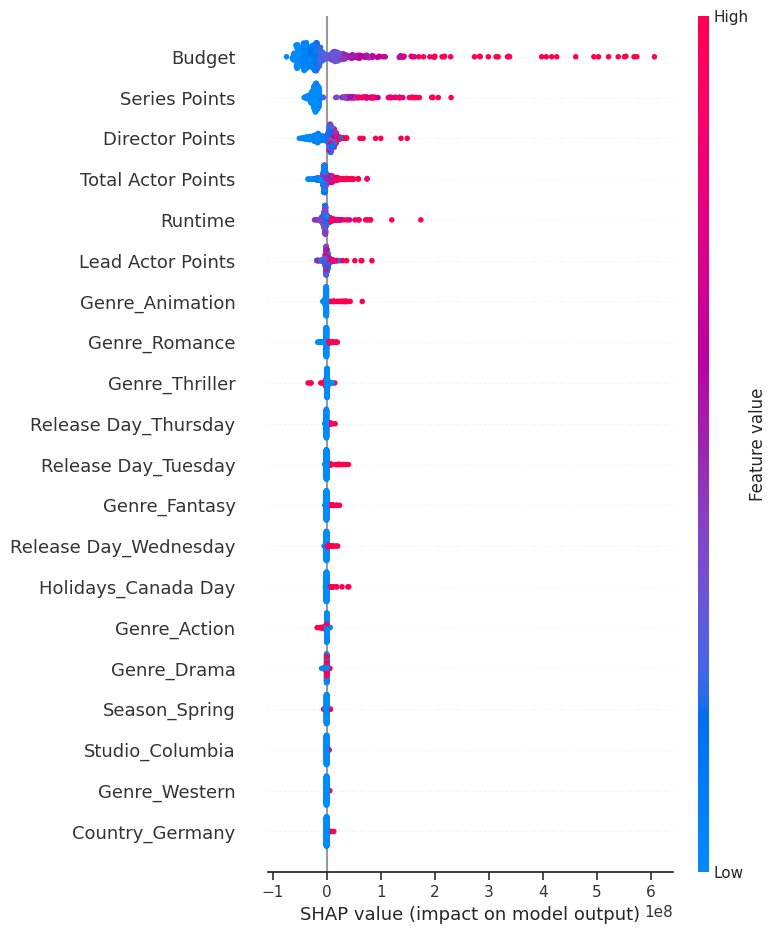 High
Budget
Series Points
Director Points
Total Actor Points
Runtime
Lead Actor Points
Genre_Animation
Genre_Romance
Genre_Thriller
Release Day_Thursday
Release Day_Tuesday
Genre_Fantasy
Release Day_Wednesday
Holidays_Canada Day
Genre_Action
Genre_Drama
Season_Spring
Studio_Columbia
Genre_Western
Country_Germany
Feature value
Low
−1 0 1 2 3 4 5 6
SHAP value (impact on model output) 1e8